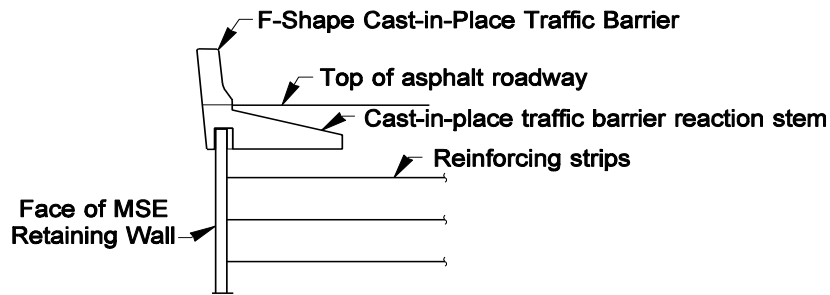 F-Shape Cast-in-Place Traffic Barrier
Top of asphalt roadway
Cast-in-place traffic barrier reaction stem
Reinforcing strips
Face of MSE
Retaining Wall